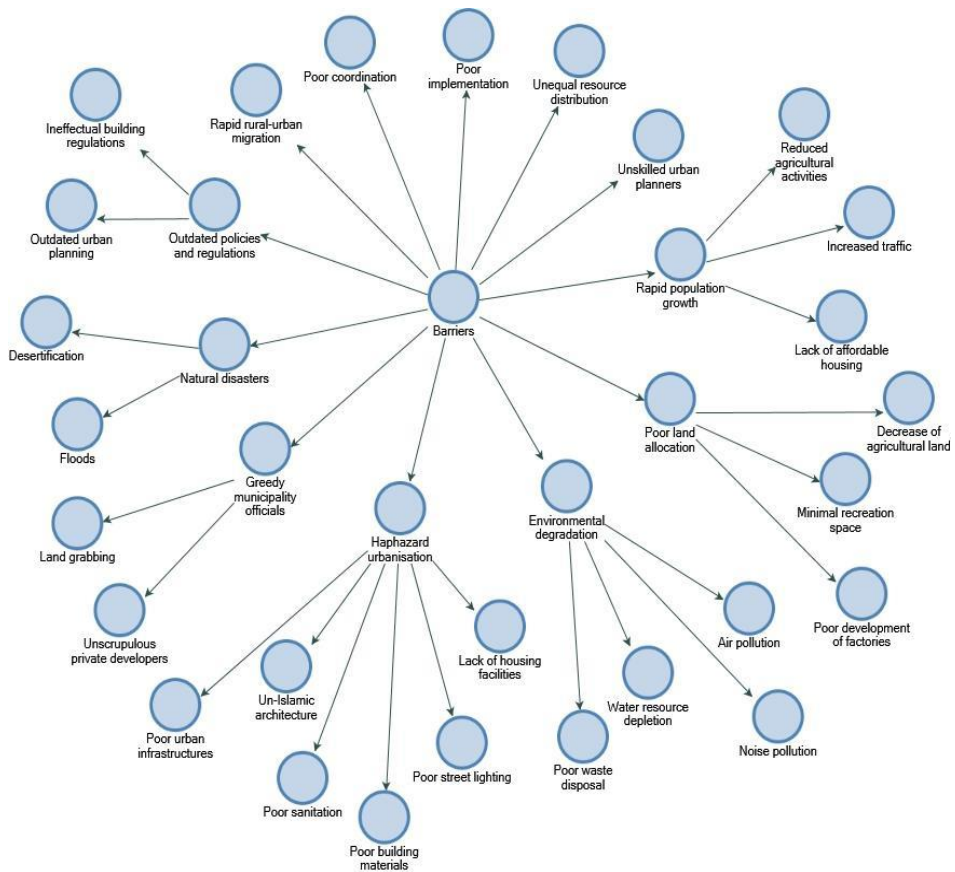 Poor coordination
Poor
implementation
Unequal resource
distribution
Rapid rural-urban
migration
Ineffectual building
regulations
Unskilled urban
planners
Reduced
agricultural
activities
Outdated urban
planning
Outdated policies
and regulations
Increased traffic
Rapid population
growth
Barriers
Desertification
Natural disasters
Lack of affordable
housing
Floods
Poor land
allocation
Decrease of
agricultural land
Greedy
municipality
officials
Minimal recreation
space
Land grabbing
Haphazard
urbanisation
Environmental
degradation
Unscrupulous
private developers
Lack of housing
facilities
Air pollution
Poor development
of factories
Un-Islamic
architecture
Water resource
depletion
Poor urban
infrastructures
Noise pollution
Poor street lighting
Poor waste
disposal
Poor sanitation
Poor building
materials